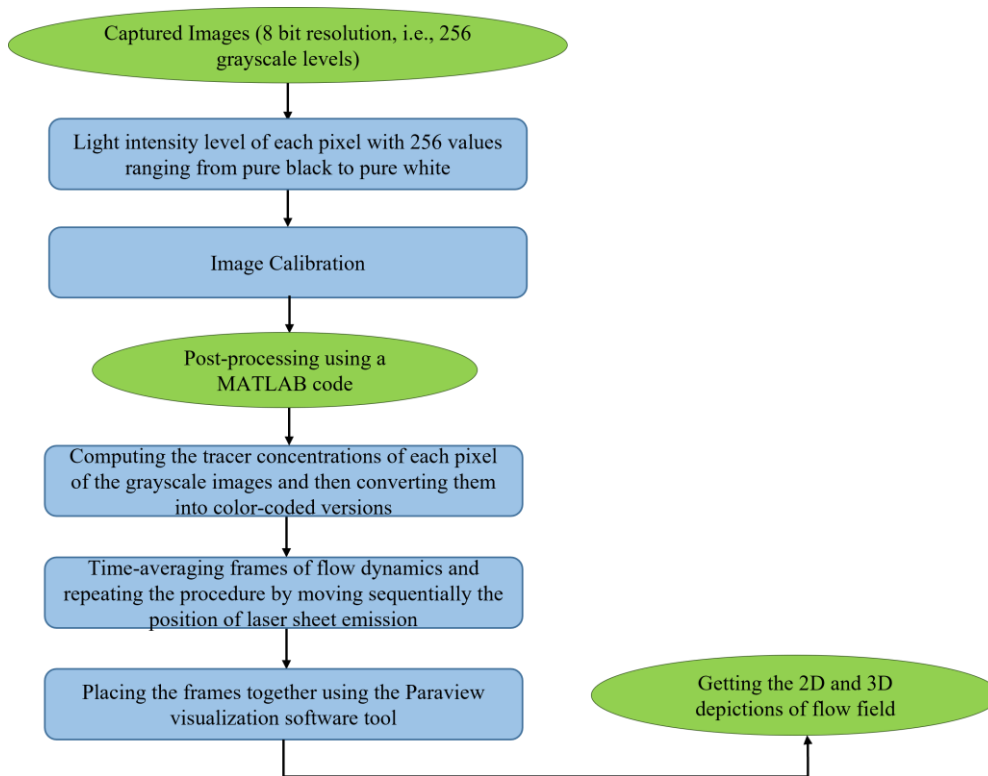 Captured Images (8 bit resolution, i.e., 256
grayscale levels)
Light intensity level of each pixel with 256 values
ranging from pure black to pure white
Image Calibration
Post-processing using a
MATLAB code
Computing the tracer concentrations of each pixel
of the grayscale images and then converting them
into color-coded versions
Time-averaging frames of flow dynamics and
repeating the procedure by moving sequentially the
position of laser sheet emission
Placing the frames together using the Paraview
visualization software tool
Getting the 2D and 3D
depictions of flow field